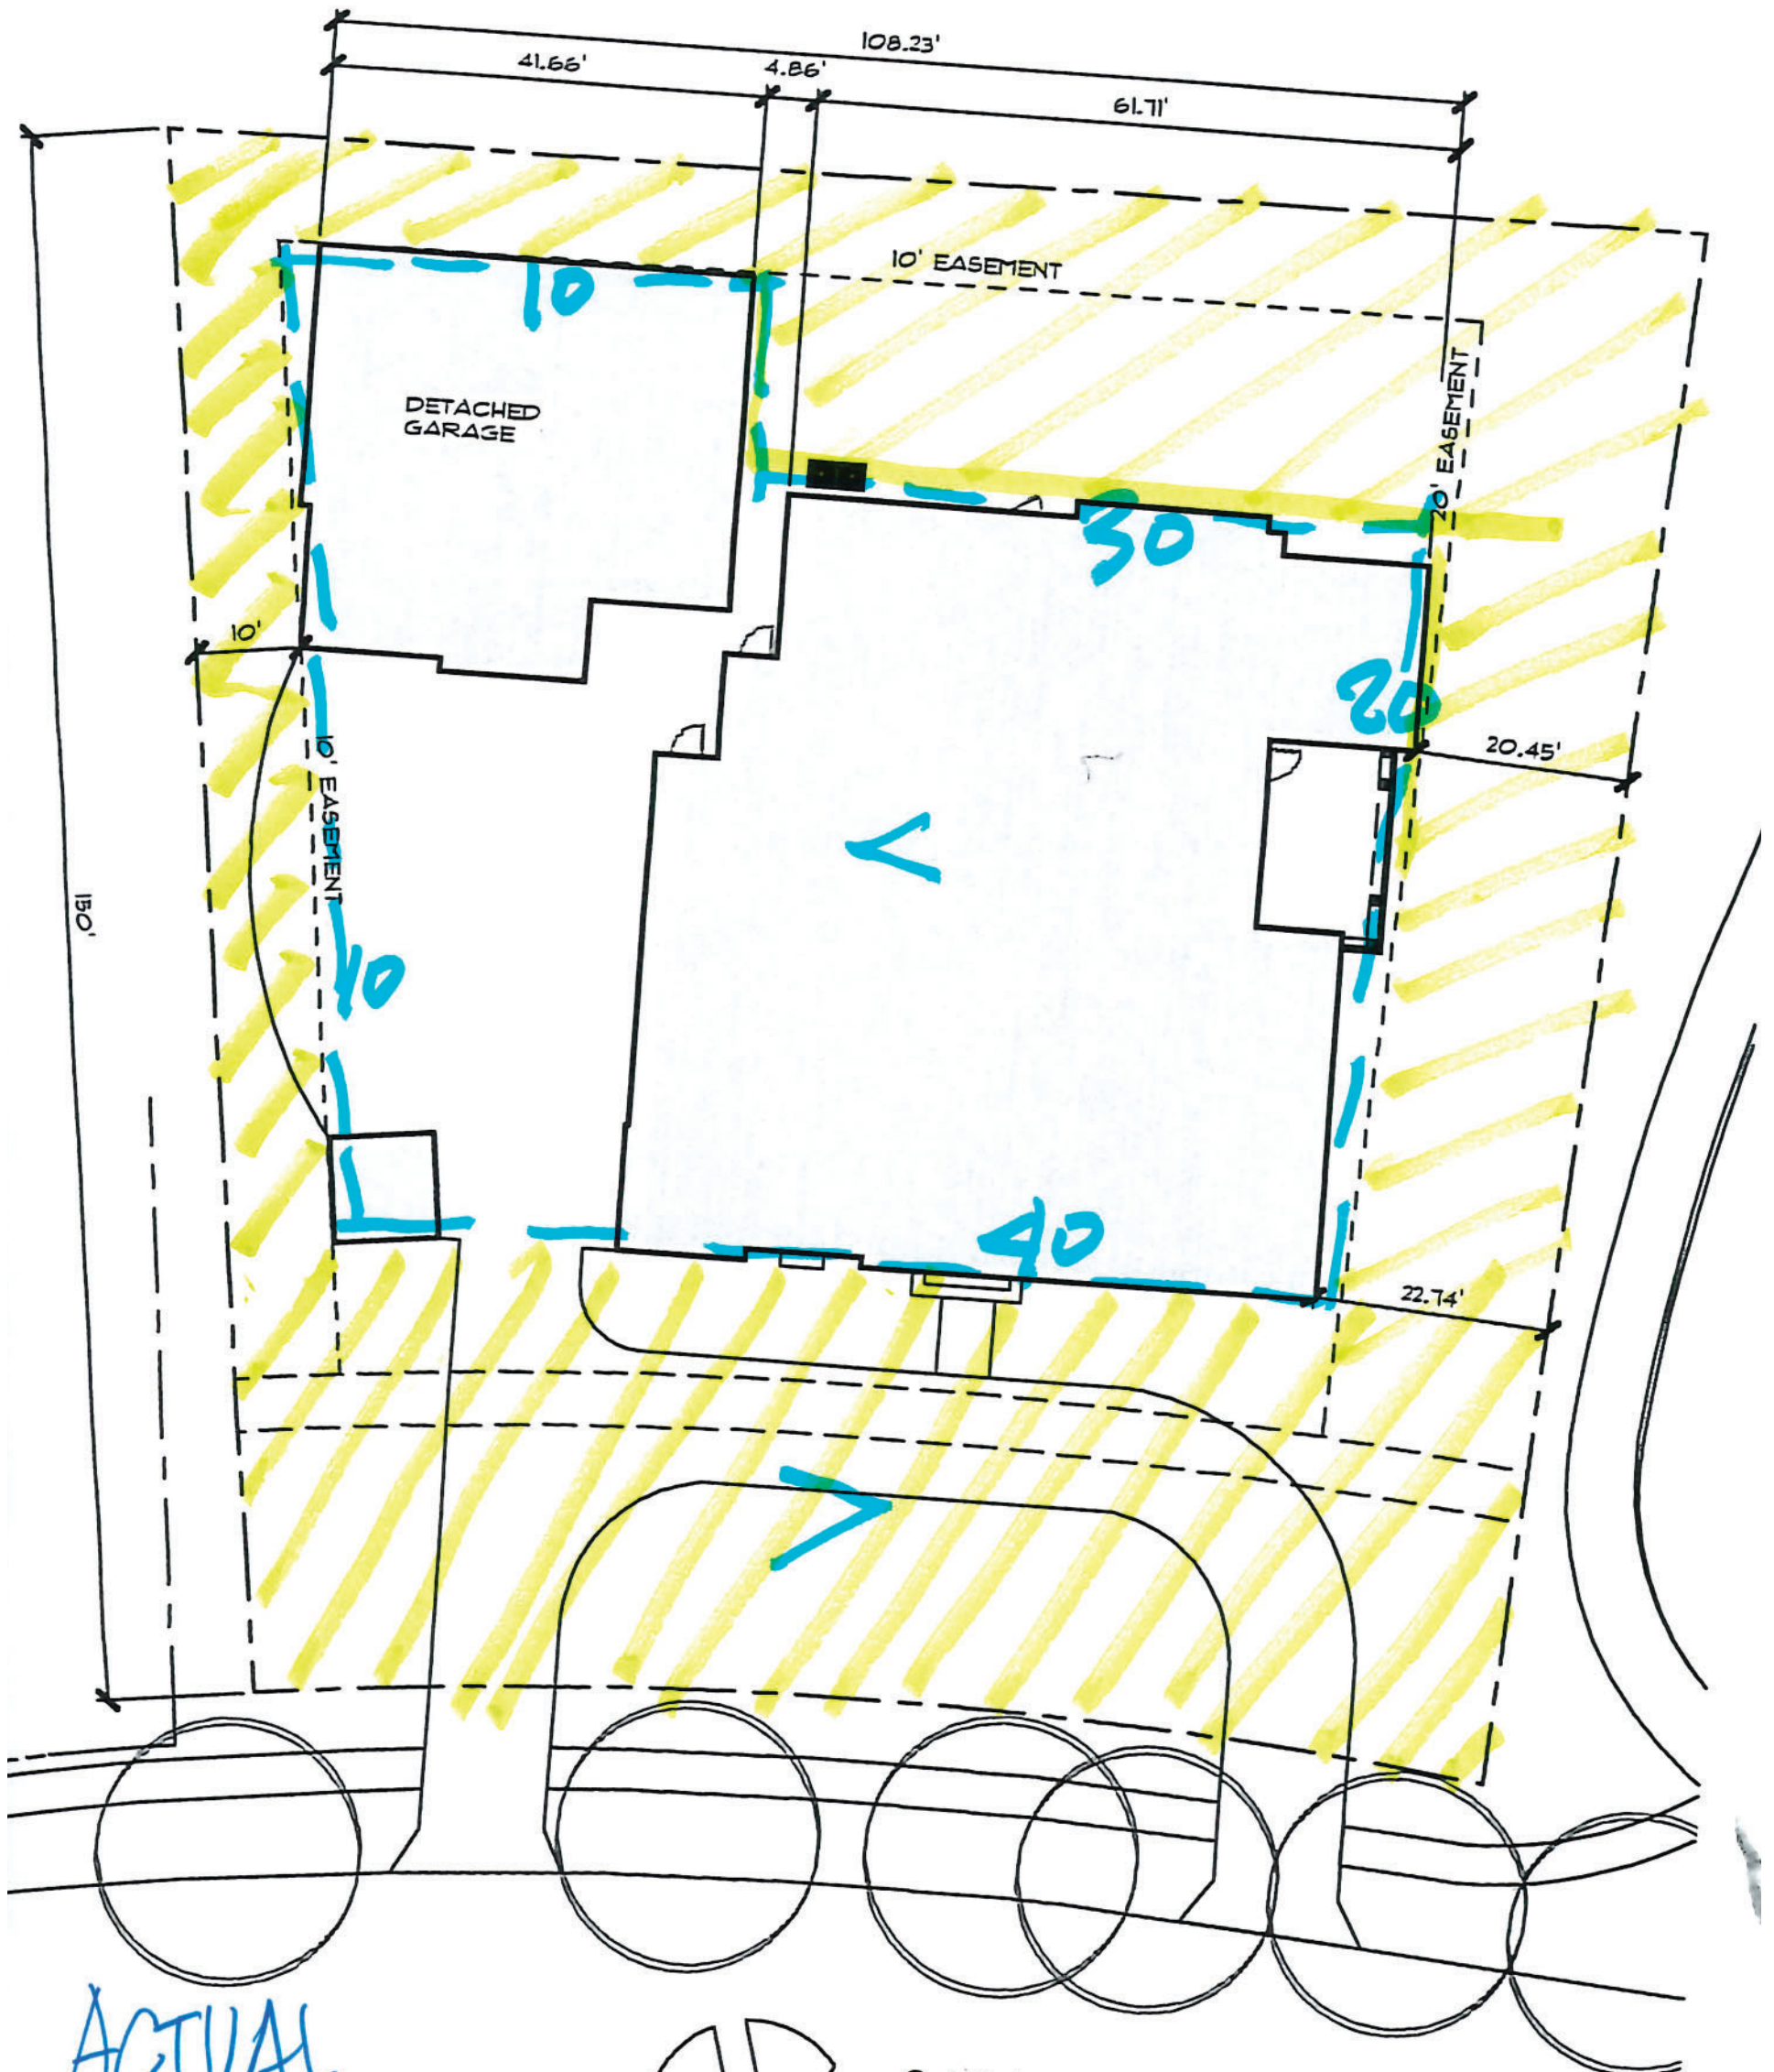 108.23'
41.66'
4.86'
61.71'
10' EASEMENT
10
DETACHED
GARAGE
20' EASEMENT
30
10'
20
20.45'
10' EASEMENT
150'
10
40
22.74'
ACTUAL